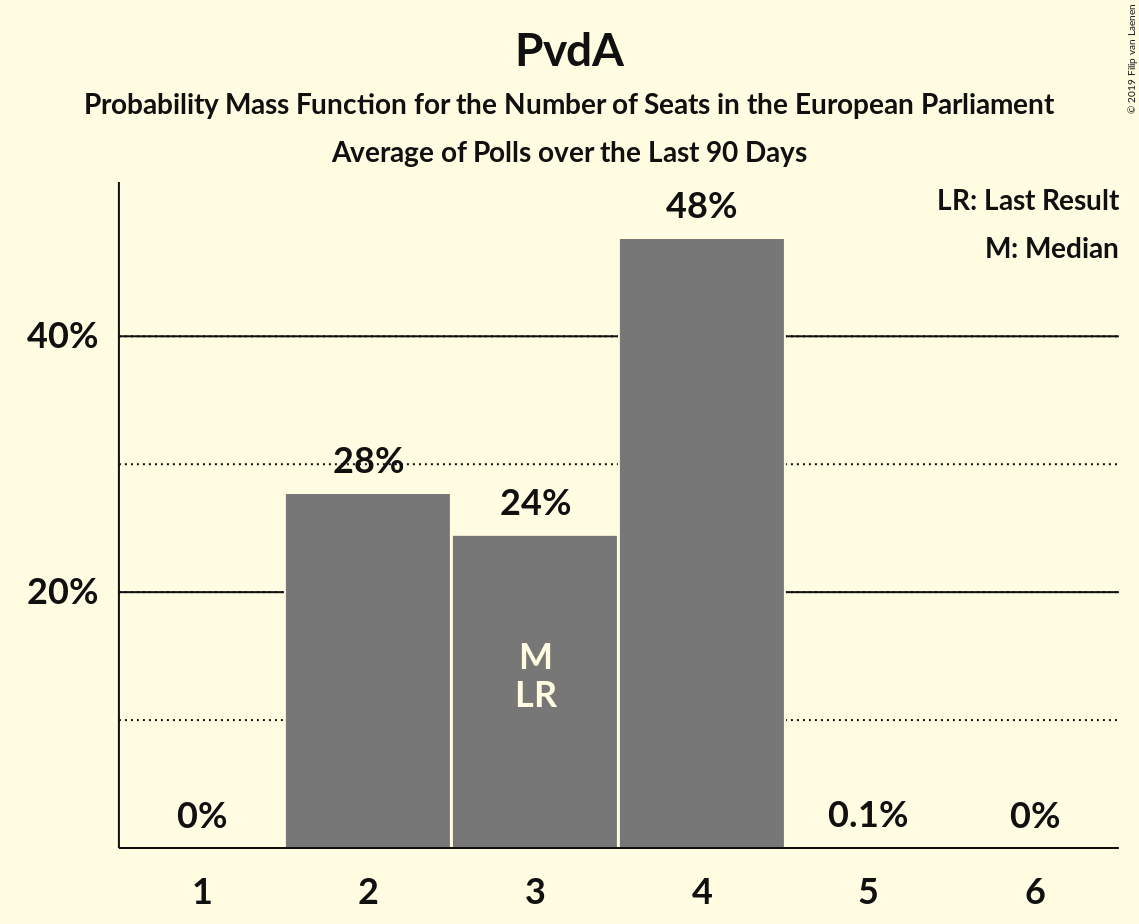 PvdA
Probability Mass Function for the Number of Seats in the European Parliament
Average of Polls over the Last 90 Days
© 2019 Filip van Laenen
LR: Last Result
M: Median
48%
40%
28%
24%
20%
M
LR
0%
0.1%
0%
1
2
3
4
5
6